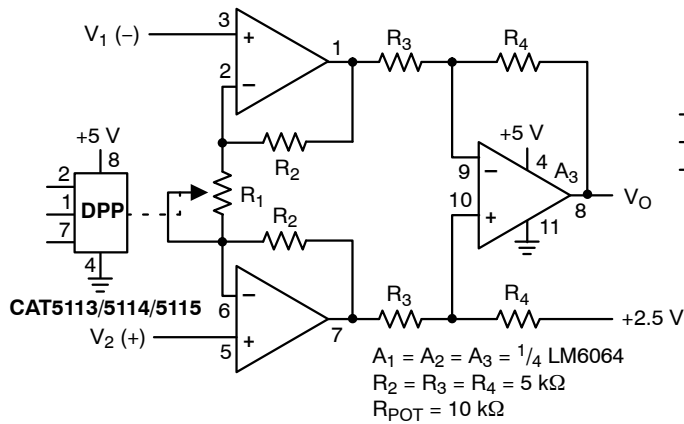 3
V1 (−)
+
1
R3
R4
2
−
+5 V
+5 V
8
R2
4
9
−
A3
2
1
DPP
7
R1
10
+
VO
8
11
R2
4
CAT5113/5114/5115
−
6
R3
R4
+2.5 V
V2 (+)
5
+
7
A1 = A2 = A3 = 1/4 LM6064
R2 = R3 = R4 = 5 kΩ
RPOT = 10 kΩ